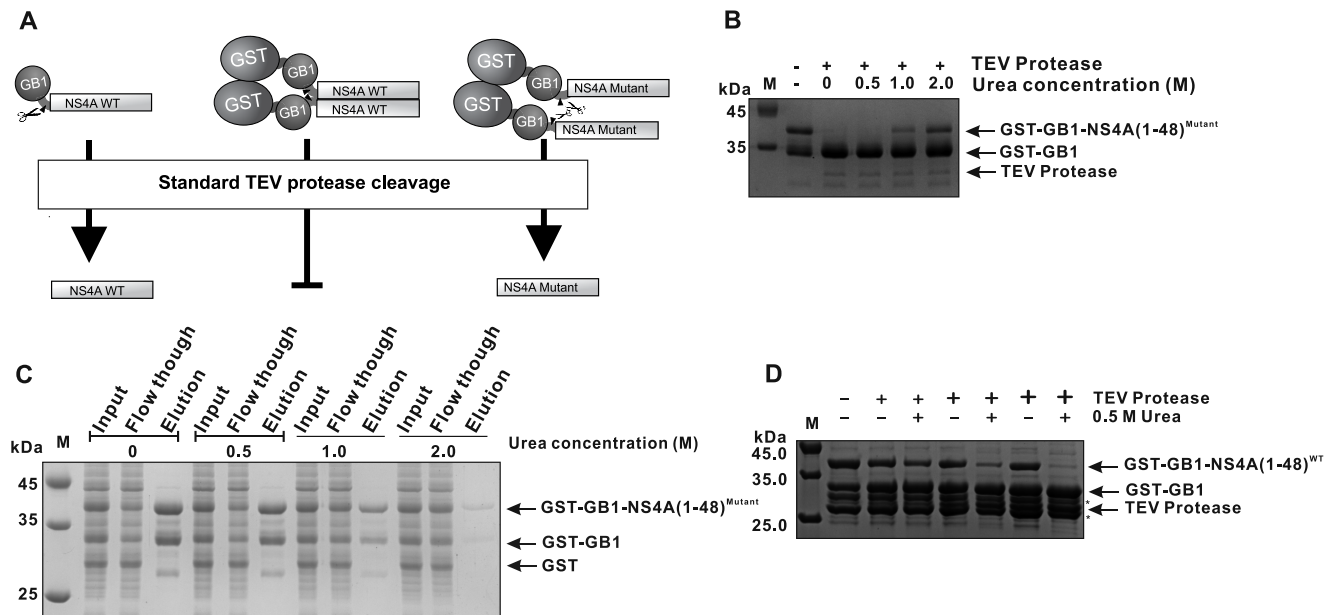 A
GST
GB1
GST
GB1
GB1
NS4A WT
NS4A WT
NS4A WT
GST
GB1
GST
GB1
NS4A Mutant
NS4A Mutant
Standard TEV protease cleavage
NS4A WT
NS4A Mutant
B
- + + + + TEV Protease
M - 0 0.5 1.0 2.0 Urea concentration (M)
kDa
45
35
GST-GB1-NS4A(1-48)Mutant
GST-GB1
TEV Protease
C
Input Flow though Elution Input Flow though Elution Input Flow though Elution Input Flow though Elution
M
kDa
0 0.5 1.0 2.0 Urea concentration (M)
45
35
25
GST-GB1-NS4A(1-48)Mutant
GST-GB1
GST
D
– + + + + + + TEV Protease
– – + – + – + 0.5 M Urea
M
kDa
45.0
35.0
25.0
GST-GB1-NS4A(1-48)WT
GST-GB1
*
TEV Protease
*